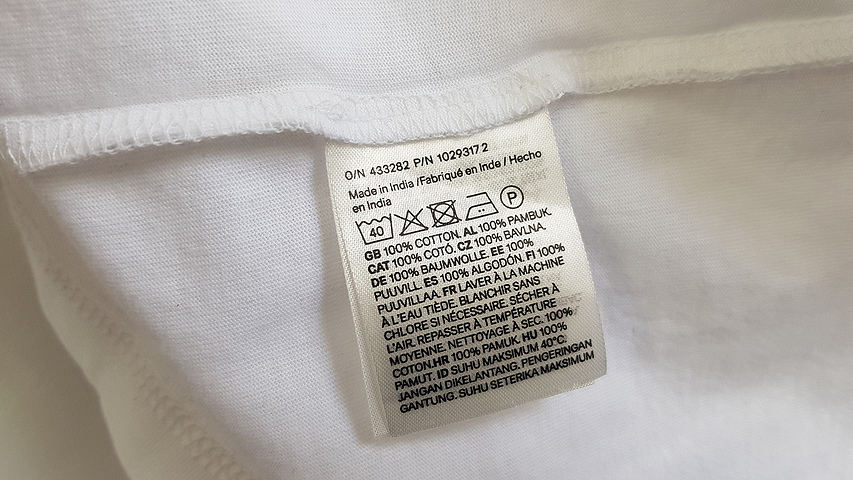 O/N 433282 P/N 1029317 2
Made in India /Fabriqué en Inde / Hecho
en India
40 P
GB 100% COTTON. AL 100% PAMBUK.
CAT 100% COTÓ. CZ 100% BAVLNA.
DE 100% BAUMWOLLE. EE 100%
PUUVILL. ES 100% ALGODÓN. FI 100%
PUUVILLAA. FR LAVER À LA MACHINE
À L'EAU TIÈDE. BLANCHIR SANS
CHLORE SI NÉCESSAIRE. SÉCHER À
L'AIR. REPASSER À TEMPÉRATURE
MOYENNE. NETTOYAGE À SEC. 100%
COTON.HR 100% PAMUK. HU 100%
PAMUT. ID SUHU MAKSIMUM 40°C.
JANGAN DIKELANTANG. PENGERINGAN
GANTUNG. SUHU SETERIKA MAKSIMUM